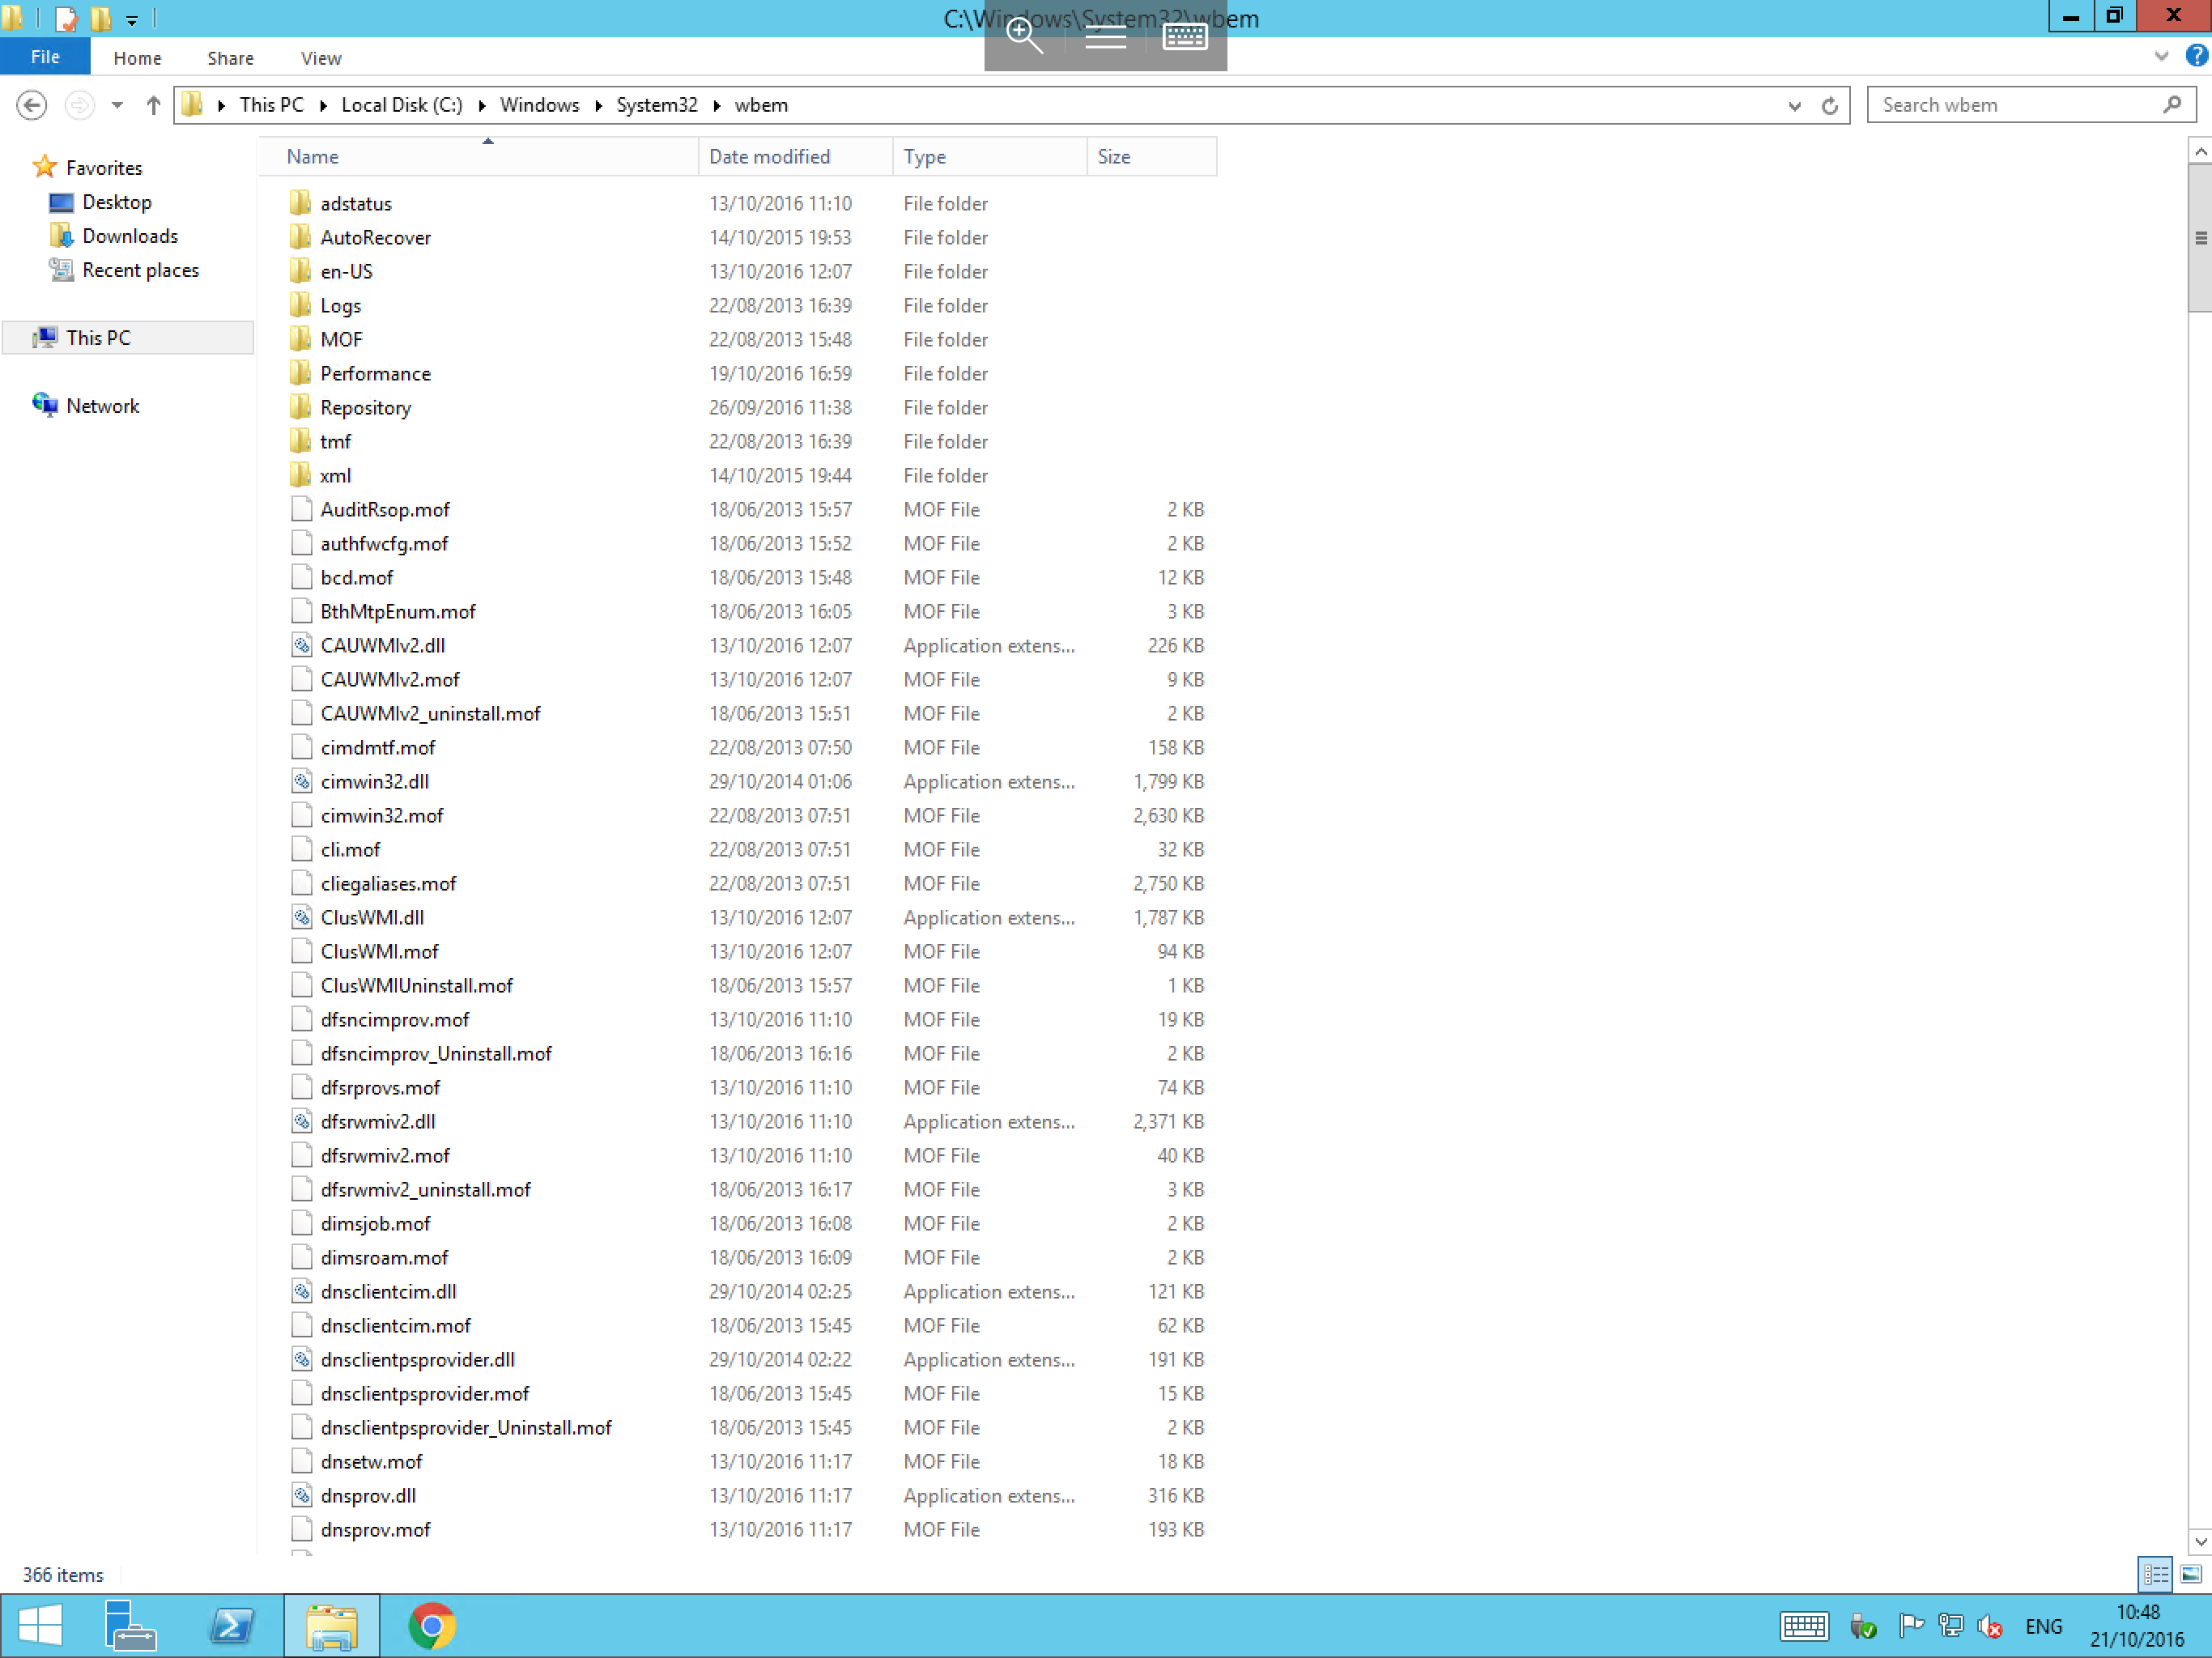 C:\Windows\System32\wbem
File Home Share View
This PC Local Disk (C:) Windows System32 wbem Search wbem
Favorites
Desktop
Downloads
Recent places
This PC
Network
Name Date modified Type Size
adstatus 13/10/2016 11:10 File folder
AutoRecover 14/10/2015 19:53 File folder
en-US 13/10/2016 12:07 File folder
Logs 22/08/2013 16:39 File folder
MOF 22/08/2013 15:48 File folder
Performance 19/10/2016 16:59 File folder
Repository 26/09/2016 11:38 File folder
tmf 22/08/2013 16:39 File folder
xml 14/10/2015 19:44 File folder
AuditRsop.mof 18/06/2013 15:57 MOF File 2 KB
authfwcfg.mof 18/06/2013 15:52 MOF File 2 KB
bcd.mof 18/06/2013 15:48 MOF File 12 KB
BthMtpEnum.mof 18/06/2013 16:05 MOF File 3 KB
CAUWMIv2.dll 13/10/2016 12:07 Application extens... 226 KB
CAUWMIv2.mof 13/10/2016 12:07 MOF File 9 KB
CAUWMIv2_uninstall.mof 18/06/2013 15:51 MOF File 2 KB
cimdmtf.mof 22/08/2013 07:50 MOF File 158 KB
cimwin32.dll 29/10/2014 01:06 Application extens... 1,799 KB
cimwin32.mof 22/08/2013 07:51 MOF File 2,630 KB
cli.mof 22/08/2013 07:51 MOF File 32 KB
cliegaliases.mof 22/08/2013 07:51 MOF File 2,750 KB
ClusWMI.dll 13/10/2016 12:07 Application extens... 1,787 KB
ClusWMI.mof 13/10/2016 12:07 MOF File 94 KB
ClusWMIUninstall.mof 18/06/2013 15:57 MOF File 1 KB
dfsncimprov.mof 13/10/2016 11:10 MOF File 19 KB
dfsncimprov_Uninstall.mof 18/06/2013 16:16 MOF File 2 KB
dfsrprovs.mof 13/10/2016 11:10 MOF File 74 KB
dfsrwmiv2.dll 13/10/2016 11:10 Application extens... 2,371 KB
dfsrwmiv2.mof 13/10/2016 11:10 MOF File 40 KB
dfsrwmiv2_uninstall.mof 18/06/2013 16:17 MOF File 3 KB
dimsjob.mof 18/06/2013 16:08 MOF File 2 KB
dimsroam.mof 18/06/2013 16:09 MOF File 2 KB
dnsclientcim.dll 29/10/2014 02:25 Application extens... 121 KB
dnsclientcim.mof 18/06/2013 15:45 MOF File 62 KB
dnsclientpsprovider.dll 29/10/2014 02:22 Application extens... 191 KB
dnsclientpsprovider.mof 18/06/2013 15:45 MOF File 15 KB
dnsclientpsprovider_Uninstall.mof 18/06/2013 15:45 MOF File 2 KB
dnsetw.mof 13/10/2016 11:17 MOF File 18 KB
dnsprov.dll 13/10/2016 11:17 Application extens... 316 KB
dnsprov.mof 13/10/2016 11:17 MOF File 193 KB
366 items
ENG
10:48
21/10/2016